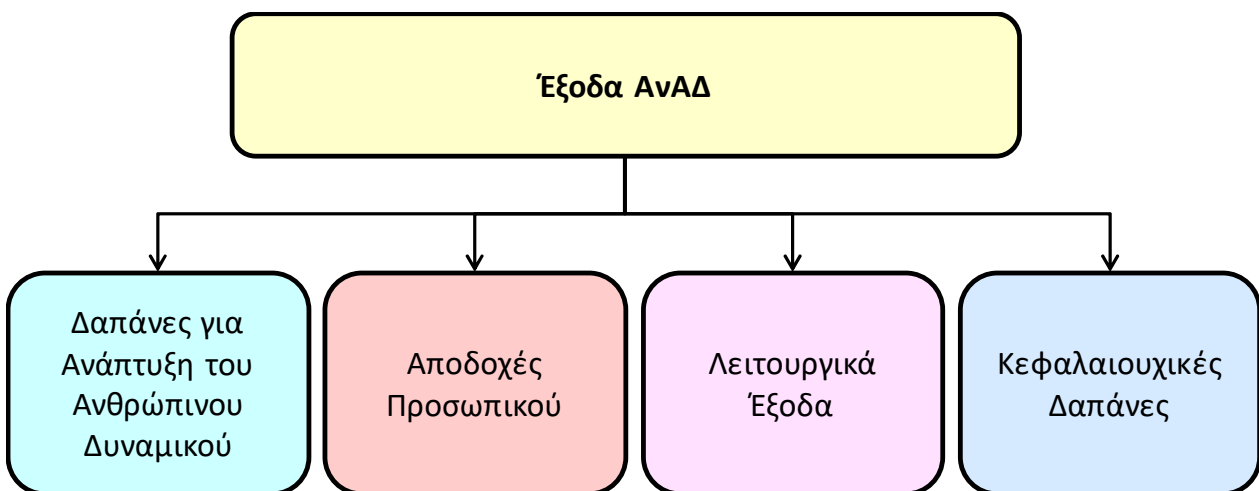 Έξοδα ΑνΑΔ
Δαπάνες για
Ανάπτυξη του
Ανθρώπινου
Δυναμικού
Αποδοχές
Προσωπικού
Λειτουργικά
Έξοδα
Κεφαλαιουχικές
Δαπάνες